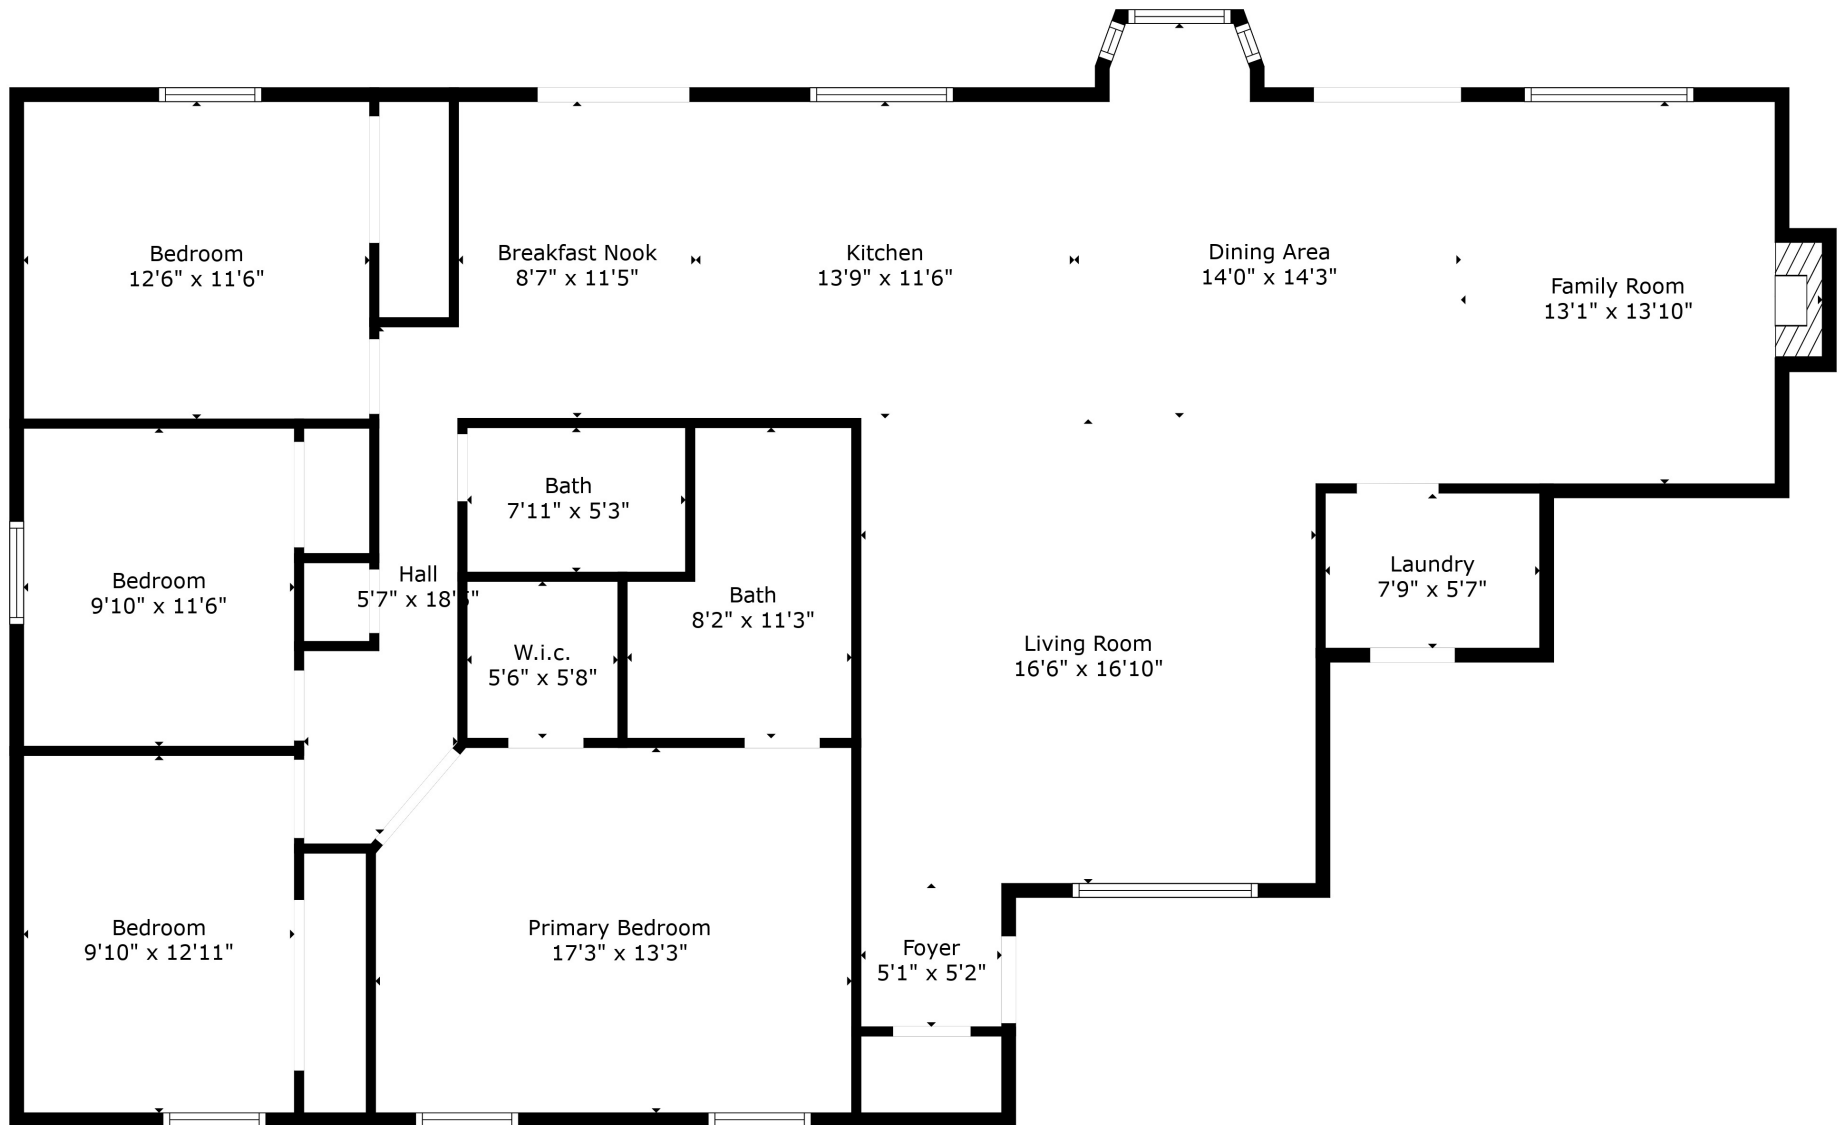 Bedroom
12'6" x 11'6"
Breakfast Nook
8'7" x 11'5"
Kitchen
13'9" x 11'6"
Dining Area
14'0" x 14'3"
Family Room
13'1" x 13'10"
Bath
7'11" x 5'3"
Laundry
7'9" x 5'7"
Hall
5'7" x
Bedroom
9'10" x 11'6"
Bath
8'2" x 11'3"
W.i.c.
5'6" x 5'8"
Living Room
16'6" x 16'10"
Bedroom
9'10" x 12'11"
Primary Bedroom
17'3" x 13'3"
Foyer
5'1" x 5'2"